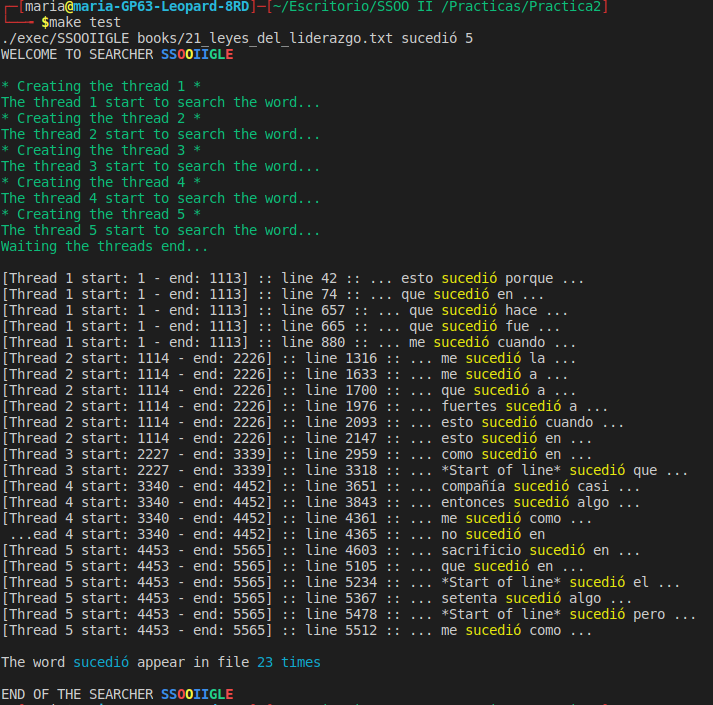 [maria@maria-GP63-Leopard-8RD]─[~/Escritorio/SSOO II /Practicas/Practica2]
$make test
./exec/SSOOIIGLE books/21_leyes_del_liderazgo.txt sucedió 5
WELCOME TO SEARCHER SSOOIIGLE
* Creating the thread 1 *
The thread 1 start to search the word...
* Creating the thread 2 *
The thread 2 start to search the word...
* Creating the thread 3 *
The thread 3 start to search the word...
* Creating the thread 4 *
The thread 4 start to search the word...
* Creating the thread 5 *
The thread 5 start to search the word...
Waiting the threads end...
[Thread 1 start: 1 - end: 1113] :: line 42 :: ... esto sucedió porque ...
[Thread 1 start: 1 - end: 1113] :: line 74 :: ... que sucedió en ...
[Thread 1 start: 1 - end: 1113] :: line 657 :: ... que sucedió hace ...
[Thread 1 start: 1 - end: 1113] :: line 665 :: ... que sucedió fue ...
[Thread 1 start: 1 - end: 1113] :: line 880 :: ... me sucedió cuando ...
[Thread 2 start: 1114 - end: 2226] :: line 1316 :: ... me sucedió la ...
[Thread 2 start: 1114 - end: 2226] :: line 1633 :: ... me sucedió a ...
[Thread 2 start: 1114 - end: 2226] :: line 1700 :: ... que sucedió a ...
[Thread 2 start: 1114 - end: 2226] :: line 1976 :: ... fuertes sucedió a ...
[Thread 2 start: 1114 - end: 2226] :: line 2093 :: ... esto sucedió cuando ...
[Thread 2 start: 1114 - end: 2226] :: line 2147 :: ... esto sucedió en ...
[Thread 3 start: 2227 - end: 3339] :: line 2959 :: ... como sucedió en ...
[Thread 3 start: 2227 - end: 3339] :: line 3318 :: ... *Start of line* sucedió que ...
[Thread 4 start: 3340 - end: 4452] :: line 3651 :: ... compañía sucedió casi ...
[Thread 4 start: 3340 - end: 4452] :: line 3843 :: ... entonces sucedió algo ...
[Thread 4 start: 3340 - end: 4452] :: line 4361 :: ... me sucedió como ...
...ead 4 start: 3340 - end: 4452] :: line 4365 :: ... no sucedió en
[Thread 5 start: 4453 - end: 5565] :: line 4603 :: ... sacrificio sucedió en ...
[Thread 5 start: 4453 - end: 5565] :: line 5105 :: ... que sucedió en ...
[Thread 5 start: 4453 - end: 5565] :: line 5234 :: ... *Start of line* sucedió el ...
[Thread 5 start: 4453 - end: 5565] :: line 5367 :: ... setenta sucedió algo ...
[Thread 5 start: 4453 - end: 5565] :: line 5478 :: ... *Start of line* sucedió pero ...
[Thread 5 start: 4453 - end: 5565] :: line 5512 :: ... me sucedió como ...
The word sucedió appear in file 23 times
END OF THE SEARCHER SSOOIIGLE